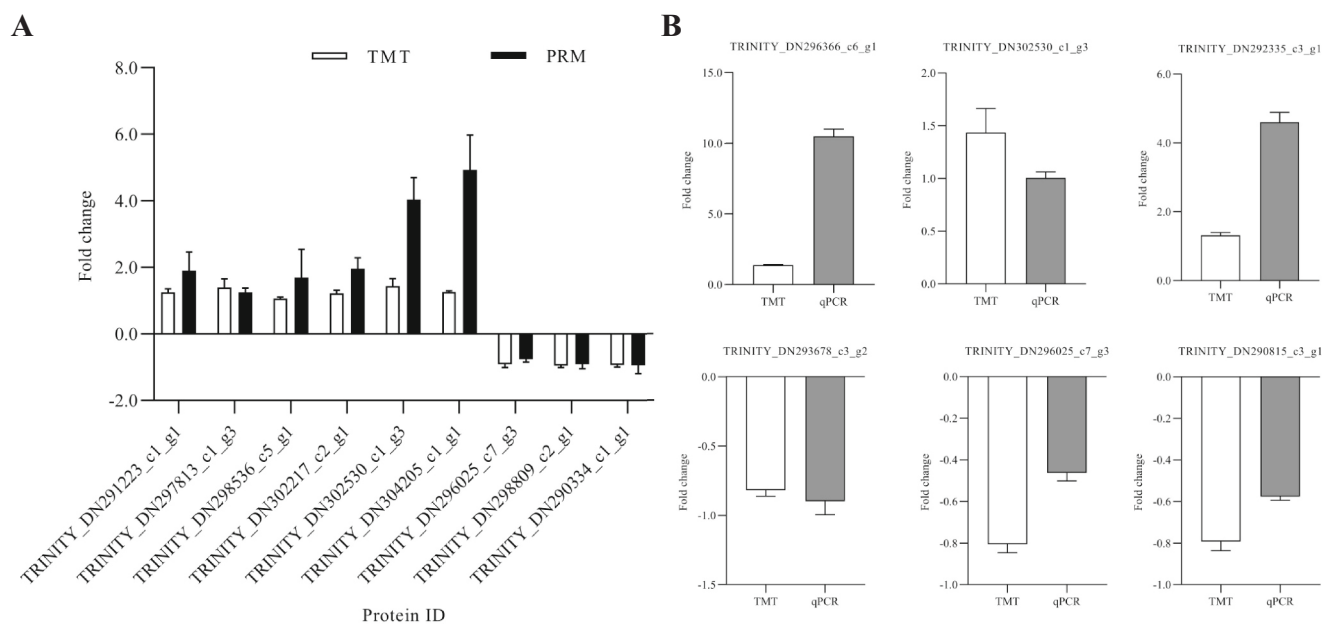 A
TMT PRM
Fold change
8.0
6.0
4.0
2.0
0.0
-2.0
TRINITY_DN291223_c1_g1
TRINITY_DN297813_c1_g3
TRINITY_DN298536_c5_g1
TRINITY_DN302217_c2_g1
TRINITY_DN302530_c1_g3
TRINITY_DN304205_c1_g1
TRINITY_DN296025_c7_g3
TRINITY_DN298809_c2_g1
TRINITY_DN290334_c1_g1
Protein ID
B
TRINITY_DN296366_c6_g1
Fold change
15.0
10.0
5.0
0.0
TMT qPCR
TRINITY_DN302530_c1_g3
Fold change
2.0
1.5
1.0
0.5
0.0
TMT qPCR
TRINITY_DN292335_c3_g1
Fold change
6.0
4.0
2.0
0.0
TMT qPCR
TRINITY_DN293678_c3_g2
Fold change
0.0
-0.5
-1.0
-1.5
TMT qPCR
TRINITY_DN296025_c7_g3
Fold change
0.0
-0.2
-0.4
-0.6
-0.8
-1.0
TMT qPCR
TRINITY_DN290815_c3_g1
Fold change
0.0
-0.2
-0.4
-0.6
-0.8
-1.0
TMT qPCR